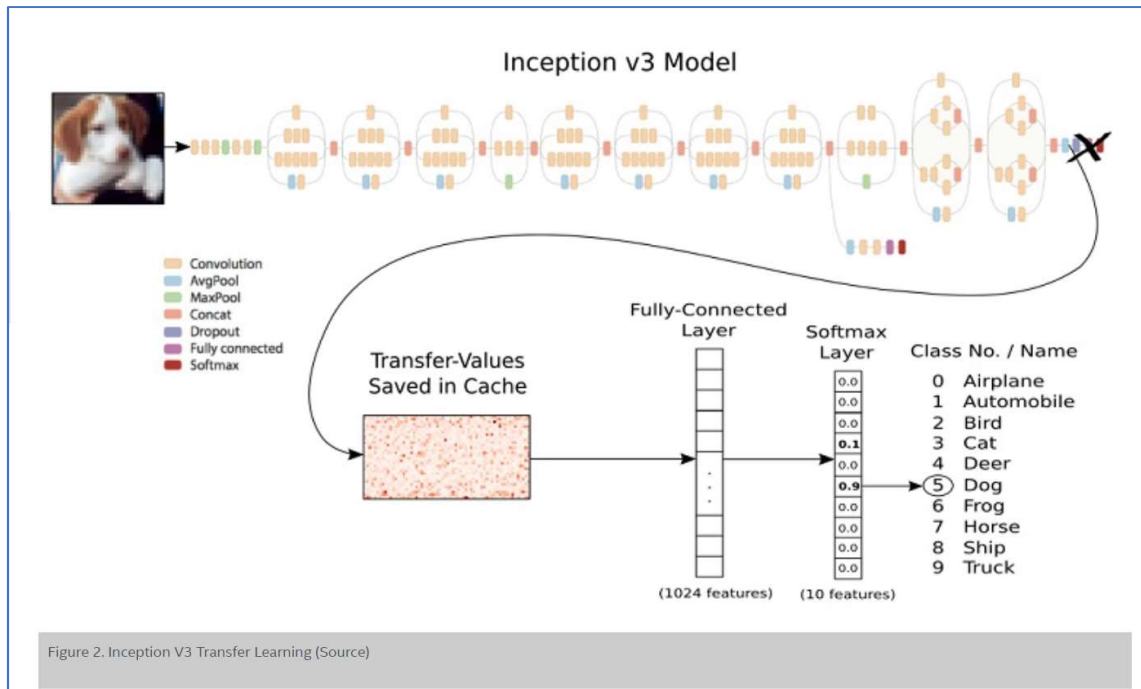 Inception v3 Model
Convolution
AvgPool
MaxPool
Concat
Dropout
Fully connected
Softmax
Transfer-Values
Saved in Cache
Fully-Connected
Layer
(1024 features)
Softmax
Layer
0.0
0.0
0.0
0.1
0.0
0.9
0.0
0.0
0.0
0.0
(10 features)
Class No. / Name
0 Airplane
1 Automobile
2 Bird
3 Cat
4 Deer
5 Dog
6 Frog
7 Horse
8 Ship
9 Truck
Figure 2. Inception V3 Transfer Learning (Source)